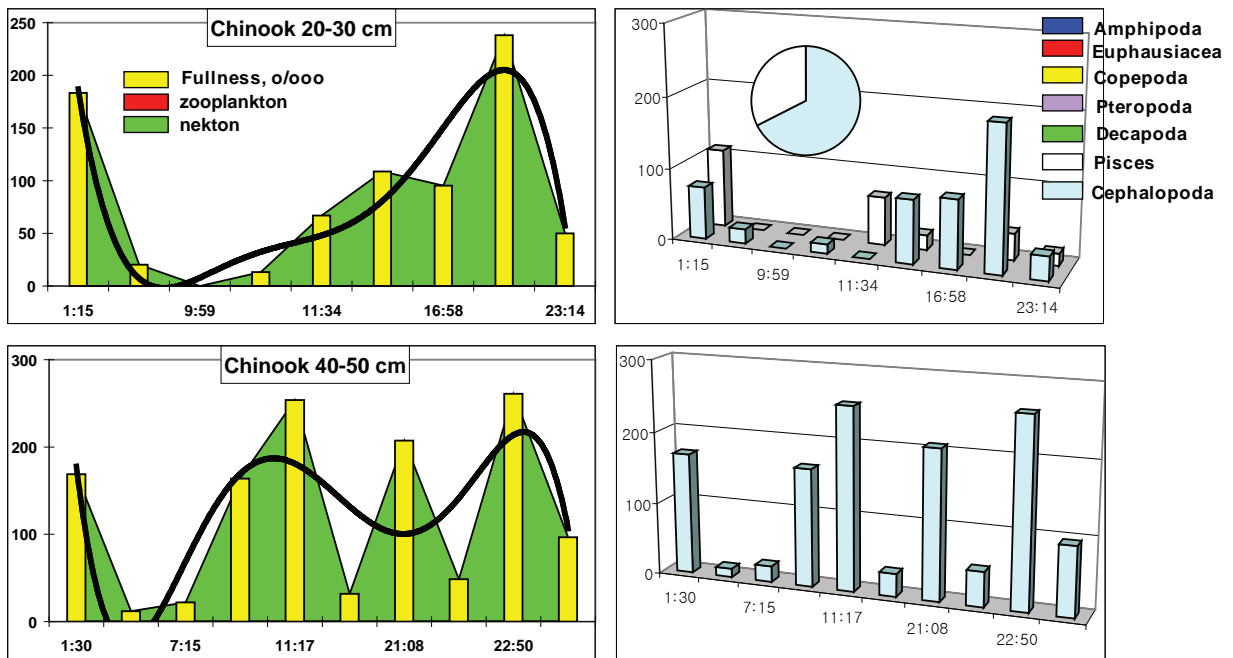 Chinook 20-30 cm
250
200
150
100
50
0
Fullness, o/ooo
zooplankton
nekton
1:15 9:59 11:34 16:58 23:14
300
200
100
0
1:15 9:59 11:34 16:58 23:14
Amphipoda
Euphausiacea
Copepoda
Pteropoda
Decapoda
Pisces
Cephalopoda
Chinook 40-50 cm
300
200
100
0
1:30 7:15 11:17 21:08 22:50
300
200
100
0
1:30 7:15 11:17 21:08 22:50